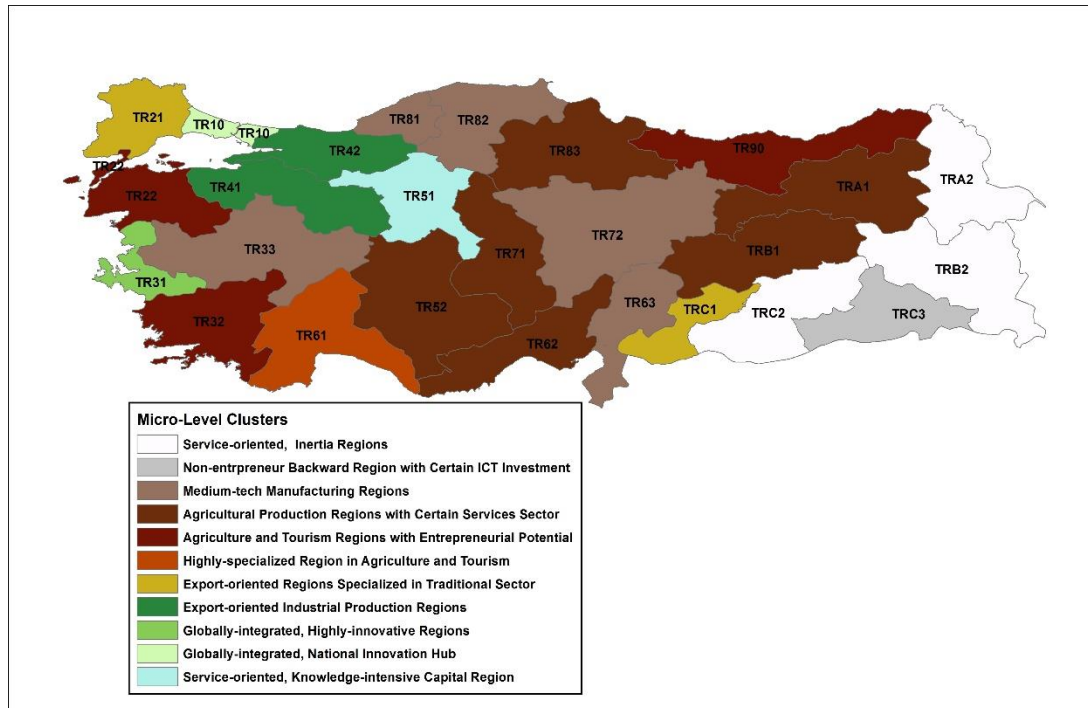 TR21
TR10
TR10
TR81
TR82
TR42
TR83
TR90
TR22
TR22
TR41
TR51
TRA1
TRA2
TR33
TR72
TR71
TRB1
TRB2
TR31
TR52
TR63
TRC1
TRC2
TRC3
TR32
TR61
TR62
Micro-Level Clusters
Service-oriented, Inertia Regions
Non-entrpreneur Backward Region with Certain ICT Investment
Medium-tech Manufacturing Regions
Agricultural Production Regions with Certain Services Sector
Agriculture and Tourism Regions with Entrepreneurial Potential
Highly-specialized Region in Agriculture and Tourism
Export-oriented Regions Specialized in Traditional Sector
Export-oriented Industrial Production Regions
Globally-integrated, Highly-innovative Regions
Globally-integrated, National Innovation Hub
Service-oriented, Knowledge-intensive Capital Region